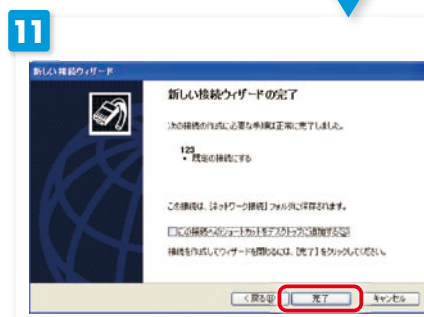 11
新しい接続ウィザード
新しい接続ウィザードの完了
次の接続の作成に必要な手順は正常に完了しました。
123
• 既定の接続にする
この接続は、[ネットワーク接続] フォルダに保存されます。
□この接続へのショートカットをデスクトップに追加する(S)
接続を作成してウィザードを閉じるには、[完了] をクリックしてください。
< 戻る(B)
完了
キャンセル